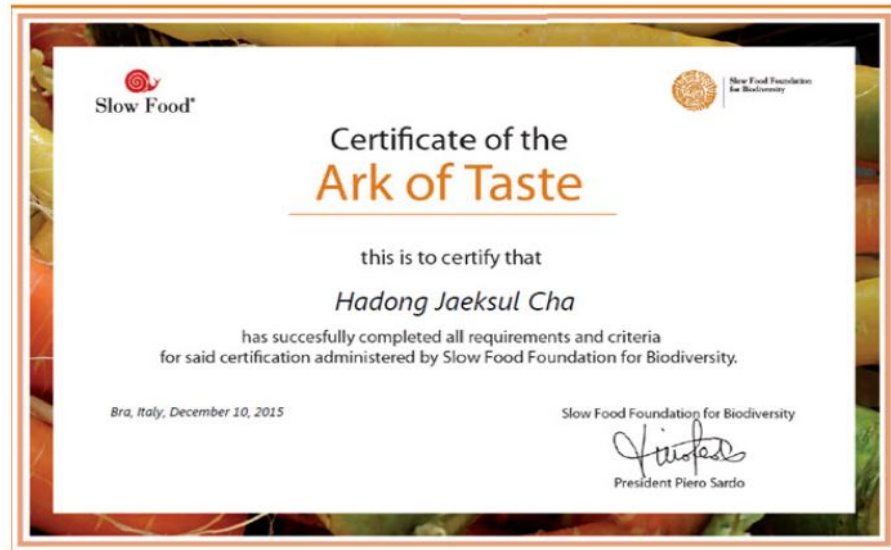 Slow Food®
Slow Food Foundation
for Biodiversity
Certificate of the
Ark of Taste
this is to certify that
Hadong Jaeksul Cha
has succesfully completed all requirements and criteria
for said certification administered by Slow Food Foundation for Biodiversity.
Bra, Italy, December 10, 2015
Slow Food Foundation for Biodiversity
President Piero Sardo